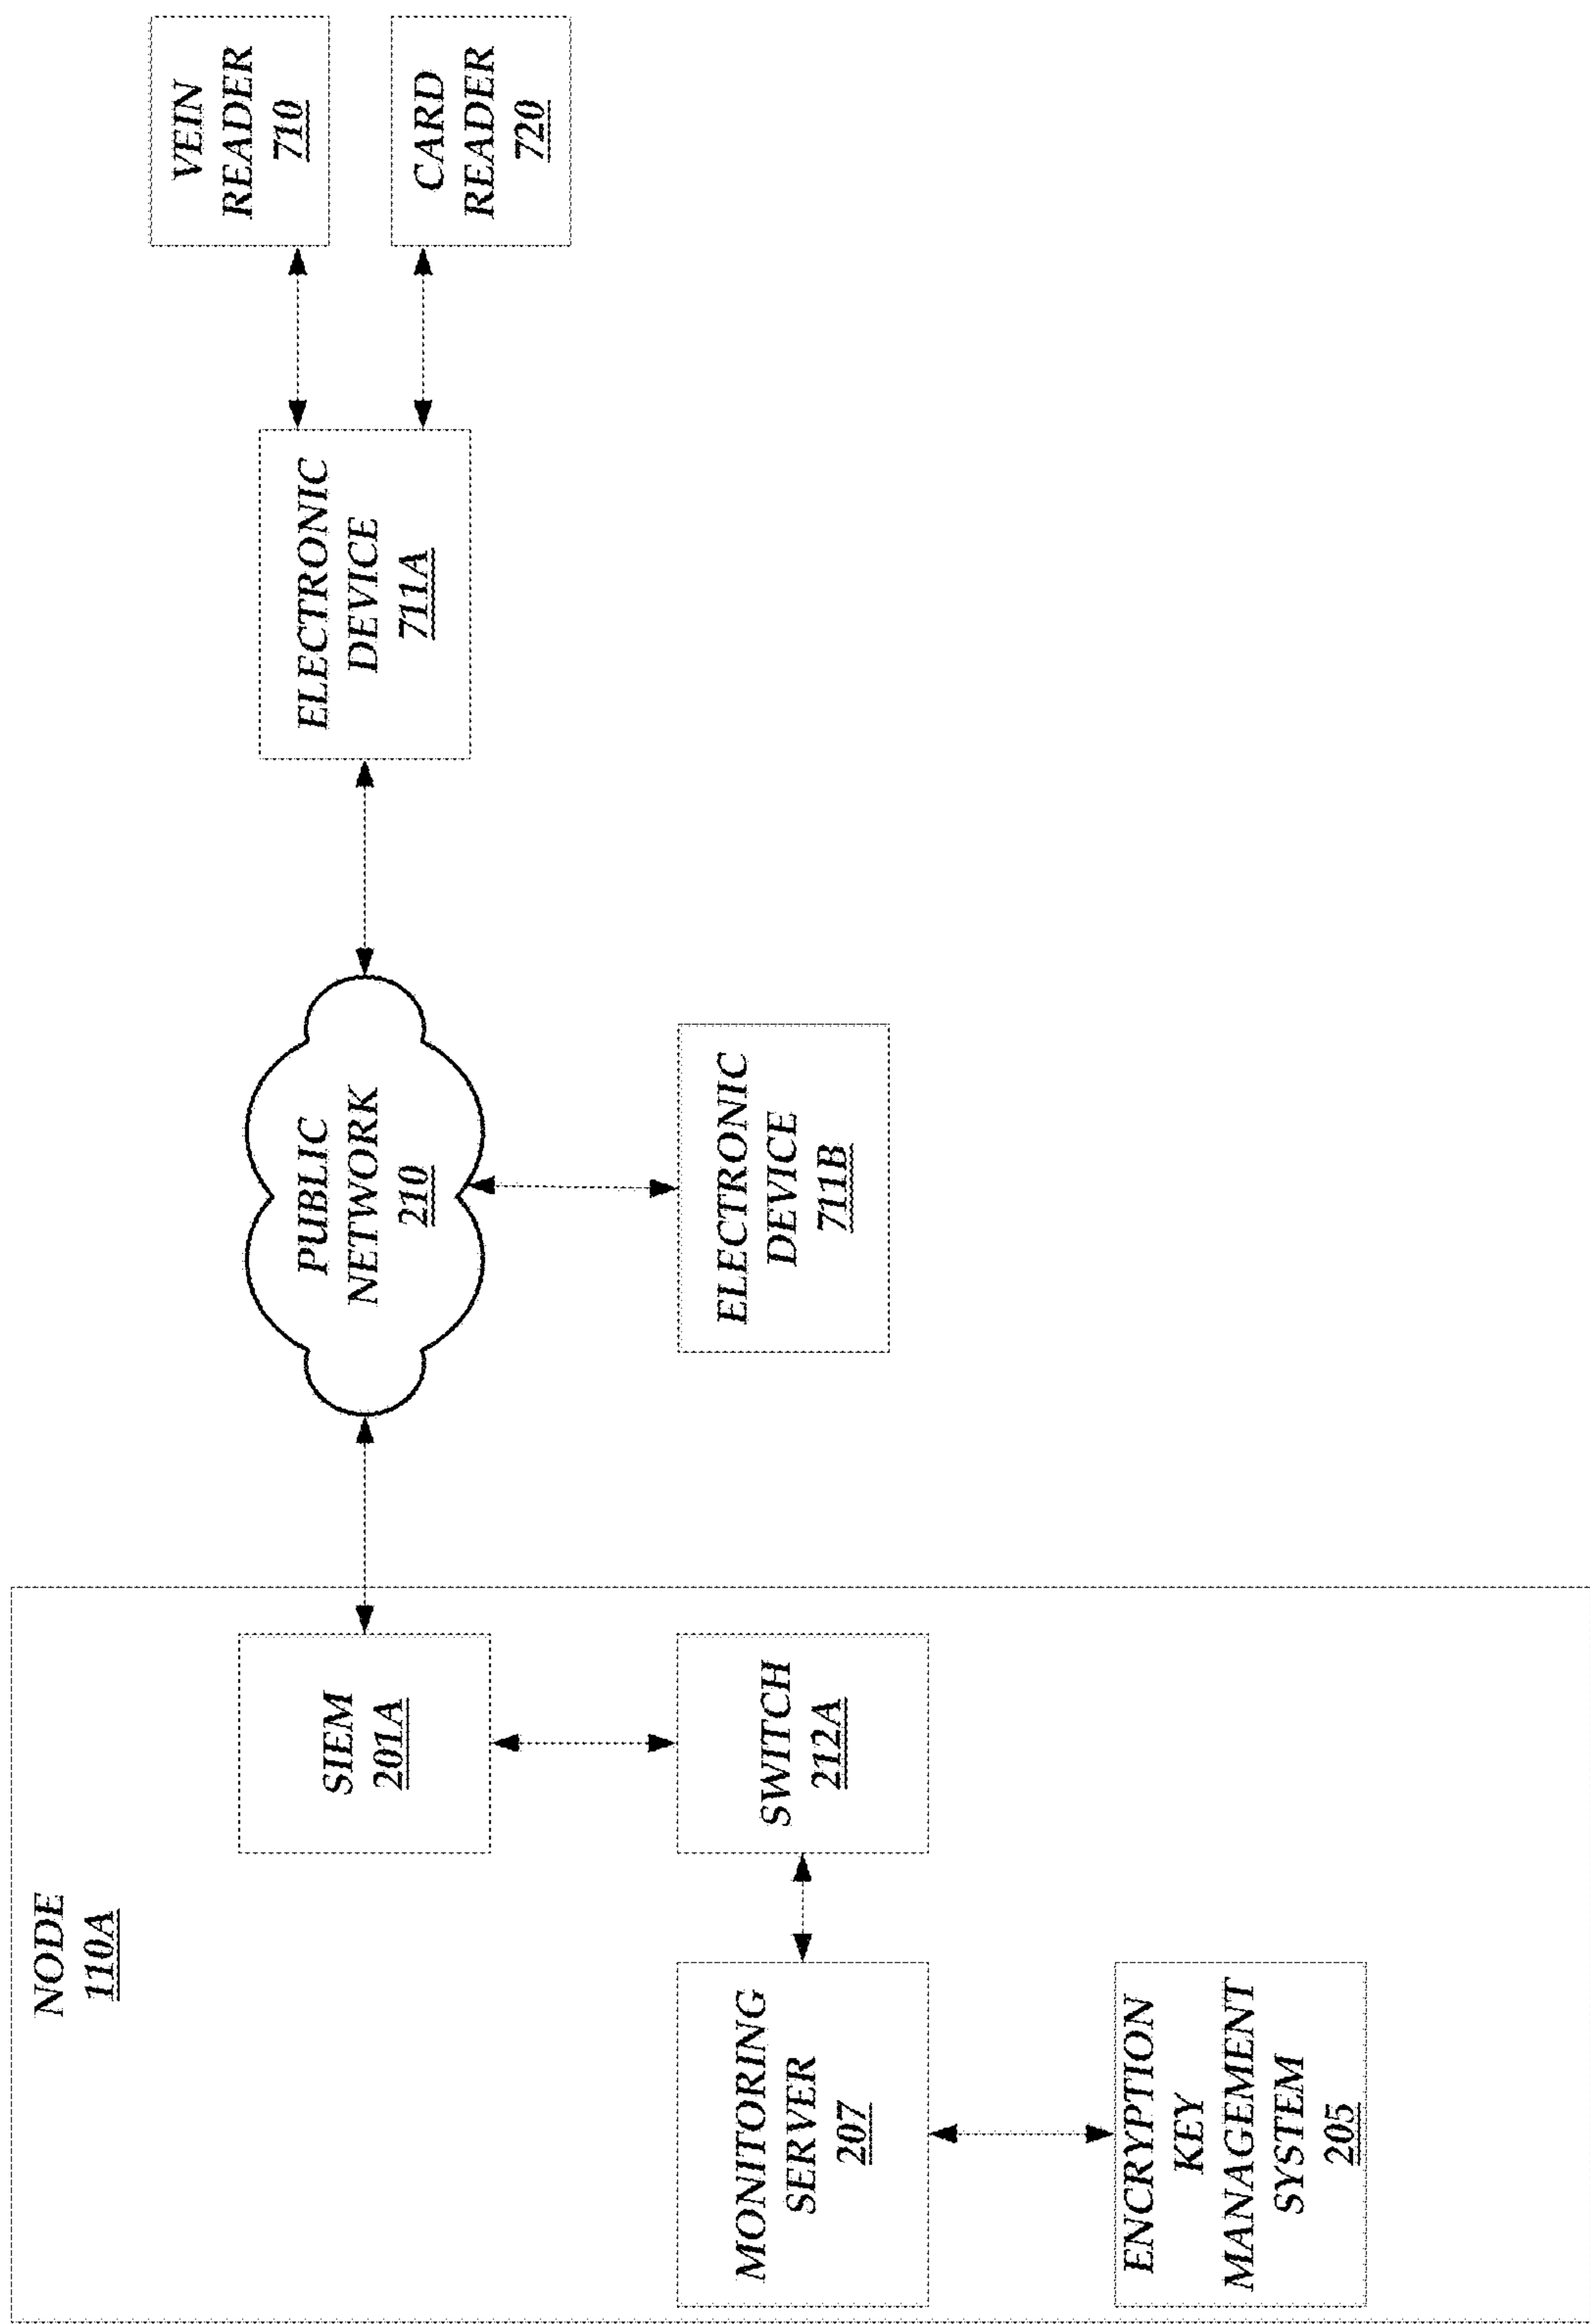 NODE
110A
SIEM
201A
PUBLIC
NETWORK
210
ELECTRONIC
DEVICE
711A
VEIN
READER
710
CARD
READER
720
MONITORING
SERVER
207
SWITCH
212A
ELECTRONIC
DEVICE
711B
ENCRYPTION
KEY
MANAGEMENT
SYSTEM
205